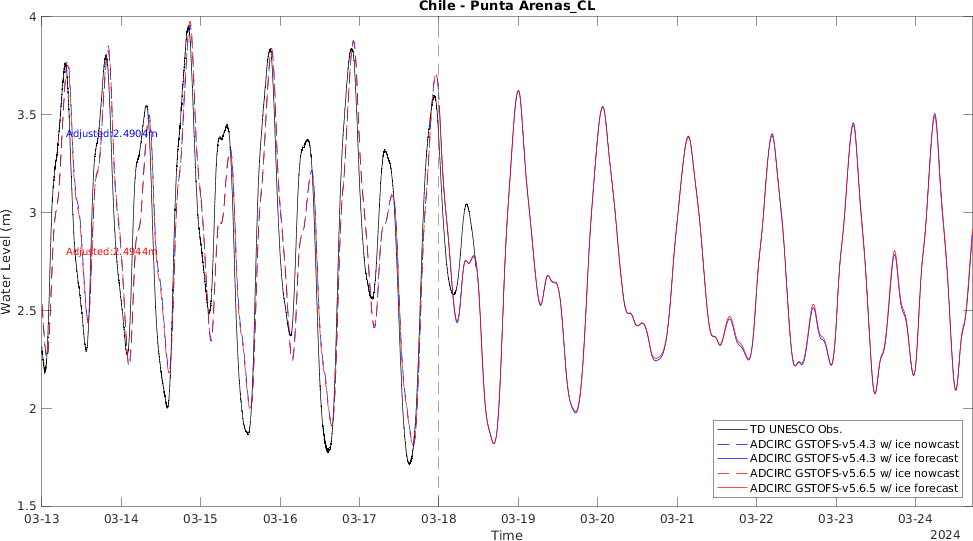 Chile - Punta Arenas_CL
4
3.5
3
2.5
2
1.5
Water Level (m)
Adjusted:2.4904m
Adjusted:2.4944m
TD UNESCO Obs.
ADCIRC GSTOFS-v5.4.3 w/ ice nowcast
ADCIRC GSTOFS-v5.4.3 w/ ice forecast
ADCIRC GSTOFS-v5.6.5 w/ ice nowcast
ADCIRC GSTOFS-v5.6.5 w/ ice forecast
03-13 03-14 03-15 03-16 03-17 03-18 03-19 03-20 03-21 03-22 03-23 03-24
Time
2024